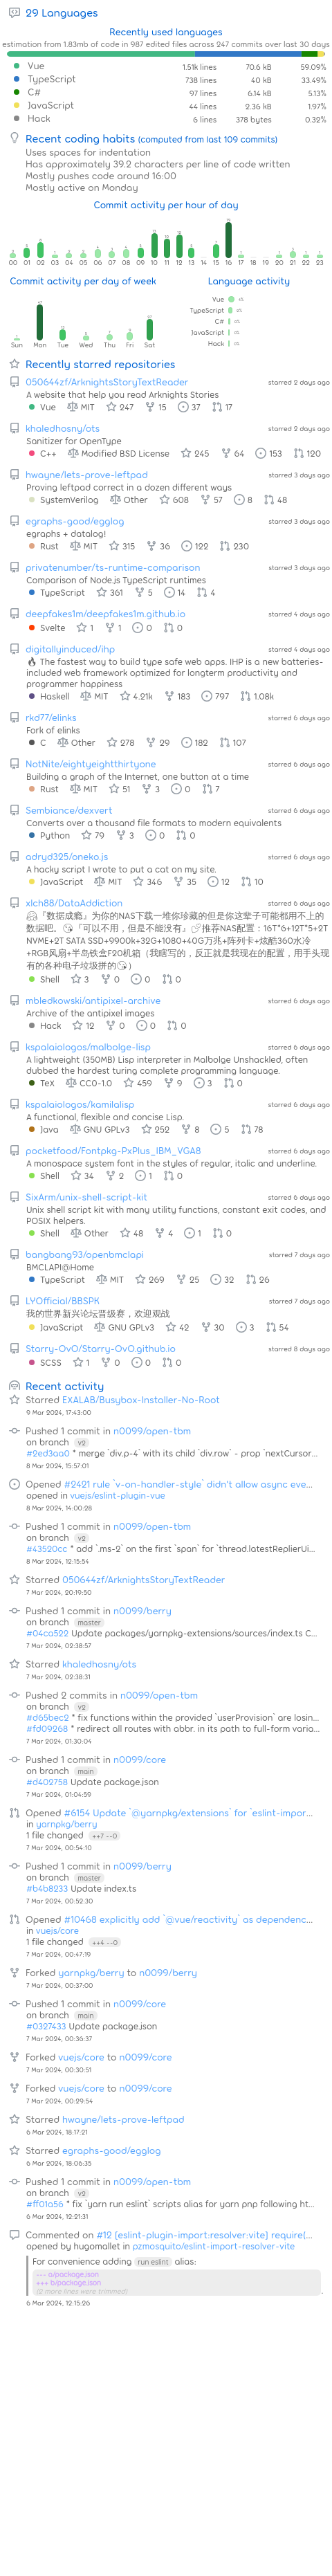 29 Languages
Recently used languages
estimation from 1.83mb of code in 987 edited files across 247 commits over last 30 days
Vue 1.51k lines 70.6 kB 59.09%
TypeScript 738 lines 40 kB 33.49%
C# 97 lines 6.14 kB 5.13%
JavaScript 44 lines 2.36 kB 1.97%
Hack 6 lines 378 bytes 0.32%
Recent coding habits (computed from last 109 commits)
Uses spaces for indentation
Has approximately 39.2 characters per line of code written
Mostly pushes code around 16:00
Mostly active on Monday
Commit activity per hour of day
00 01 02 03 04 05 06 07 08 09 10 11 12 13 14 15 16 17 18 19 20 21 22 23
Commit activity per day of week
Language activity
Vue
TypeScript
C#
JavaScript
Hack
Sun Mon Tue Wed Thu Fri Sat
Recently starred repositories
050644zf/ArknightsStoryTextReader starred 2 days ago
A website that help you read Arknights Stories
Vue MIT 247 15 37 17
khaledhosny/ots starred 2 days ago
Sanitizer for OpenType
C++ Modified BSD License 245 64 153 120
hwayne/lets-prove-leftpad starred 3 days ago
Proving leftpad correct in a dozen different ways
SystemVerilog Other 608 57 8 48
egraphs-good/egglog starred 3 days ago
egraphs + datalog!
Rust MIT 315 36 122 230
privatenumber/ts-runtime-comparison starred 3 days ago
Comparison of Node.js TypeScript runtimes
TypeScript 361 5 14 4
deepfakes1m/deepfakes1m.github.io starred 4 days ago
Svelte 1 1 0 0
digitallyinduced/ihp starred 4 days ago
🔥 The fastest way to build type safe web apps. IHP is a new batteries-
included web framework optimized for longterm productivity and
programmer happiness
Haskell MIT 4.21k 183 797 1.08k
rkd77/elinks starred 6 days ago
Fork of elinks
C Other 278 29 182 107
NotNite/eightyeightthirtyone starred 6 days ago
Building a graph of the Internet, one button at a time
Rust MIT 51 3 0 7
Sembiance/dexvert starred 6 days ago
Converts over a thousand file formats to modern equivalents
Python 79 3 0 0
adryd325/oneko.js starred 6 days ago
A hacky script I wrote to put a cat on my site.
JavaScript MIT 346 35 12 10
xlch88/DataAddiction starred 6 days ago
『数据成瘾』为你的NAS下载一堆你珍藏的但是你这辈子可能都用不上的
数据吧。『可以不用，但是不能没有』推荐NAS配置：16T*6+12T*5+2T
NVME+2T SATA SSD+9900k+32G+1080+40G万兆+阵列卡+炫酷360水冷
+RGB风扇+半岛铁盒F20机箱（我反正就是我现在的配置，用手头现
有的各种电子垃圾拼的）
Shell 3 0 0 0
mbledkowski/antipixel-archive starred 6 days ago
Archive of the antipixel images
Hack 12 0 0 0
kspalaiologos/malbolge-lisp starred 6 days ago
A lightweight (350MB) Lisp interpreter in Malbolge Unshackled, often
dubbed the hardest turing complete programming language.
TeX CC0-1.0 459 9 3 0
kspalaiologos/kamilalisp starred 6 days ago
A functional, flexible and concise Lisp.
Java GNU GPLv3 252 8 5 78
pocketfood/Fontpkg-PxPlus_IBM_VGA8 starred 6 days ago
A monospace system font in the styles of regular, italic and underline.
Shell 34 2 1 0
SixArm/unix-shell-script-kit starred 6 days ago
Unix shell script kit with many utility functions, constant exit codes, and
POSIX helpers.
Shell Other 48 4 1 0
bangbang93/openbmclapi starred 7 days ago
BMCLAPI@Home
TypeScript MIT 269 25 32 26
LYOfficial/BBSPK starred 7 days ago
我的世界新兴论坛晋级赛，欢迎观战
JavaScript GNU GPLv3 42 30 3 54
Starry-OvO/Starry-OvO.github.io starred 8 days ago
SCSS 1 0 0 0
Recent activity
Starred EXALAB/Busybox-Installer-No-Root
9 Mar 2024, 17:43:00
Pushed 1 commit in n0099/open-tbm
on branch v2
#2ed3aa0 * merge `div.p-4` with its child `div.row` - prop `nextCursor...
8 Mar 2024, 15:57:01
Opened #2421 rule `v-on-handler-style` didn't allow async eve...
opened in vuejs/eslint-plugin-vue
8 Mar 2024, 14:00:28
Pushed 1 commit in n0099/open-tbm
on branch v2
#43520cc * add `.ms-2` on the first `span` for `thread.latestReplierUi...
8 Mar 2024, 12:15:54
Starred 050644zf/ArknightsStoryTextReader
7 Mar 2024, 20:19:50
Pushed 1 commit in n0099/berry
on branch master
#04ca522 Update packages/yarnpkg-extensions/sources/index.ts C...
7 Mar 2024, 02:38:57
Starred khaledhosny/ots
7 Mar 2024, 02:38:31
Pushed 2 commits in n0099/open-tbm
on branch v2
#d65bec2 * fix functions within the provided `userProvision` are losin...
#fd09268 * redirect all routes with abbr. in its path to full-form varia...
7 Mar 2024, 01:30:04
Pushed 1 commit in n0099/core
on branch main
#d402758 Update package.json
7 Mar 2024, 01:04:59
Opened #6154 Update `@yarnpkg/extensions` for `eslint-impor...
in yarnpkg/berry
1 file changed ++7 --0
7 Mar 2024, 00:54:10
Pushed 1 commit in n0099/berry
on branch master
#b4b8233 Update index.ts
7 Mar 2024, 00:52:30
Opened #10468 explicitly add `@vue/reactivity` as dependenc...
in vuejs/core
1 file changed ++4 --0
7 Mar 2024, 00:47:19
Forked yarnpkg/berry to n0099/berry
7 Mar 2024, 00:37:00
Pushed 1 commit in n0099/core
on branch main
#0327433 Update package.json
7 Mar 2024, 00:36:37
Forked vuejs/core to n0099/core
7 Mar 2024, 00:30:51
Forked vuejs/core to n0099/core
7 Mar 2024, 00:29:54
Starred hwayne/lets-prove-leftpad
6 Mar 2024, 18:17:21
Starred egraphs-good/egglog
6 Mar 2024, 18:06:35
Pushed 1 commit in n0099/open-tbm
on branch v2
#ff01a56 * fix `yarn run eslint` scripts alias for yarn pnp following ht...
6 Mar 2024, 12:21:31
Commented on #12 [eslint-plugin-import:resolver:vite] require(...
opened by hugomallet in pzmosquito/eslint-import-resolver-vite
For convenience adding run eslint alias:
--- a/package.json
+++ b/package.json
(12 more lines were trimmed)
.
6 Mar 2024, 12:15:26